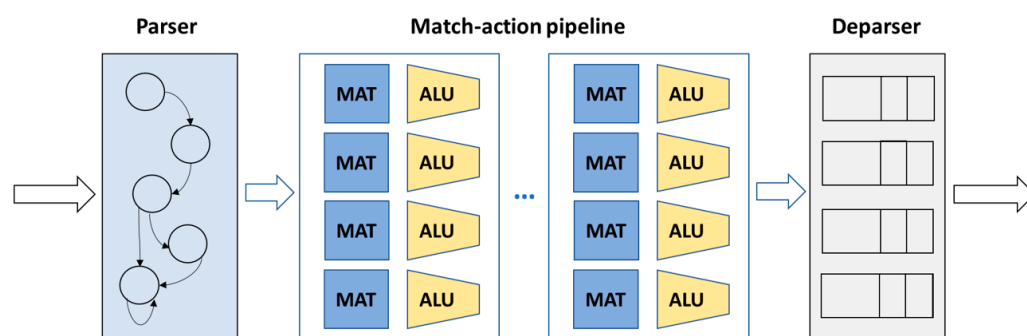 Parser
Match-action pipeline
Deparser
MAT ALU MAT ALU
MAT ALU MAT ALU
...
MAT ALU MAT ALU
MAT ALU MAT ALU